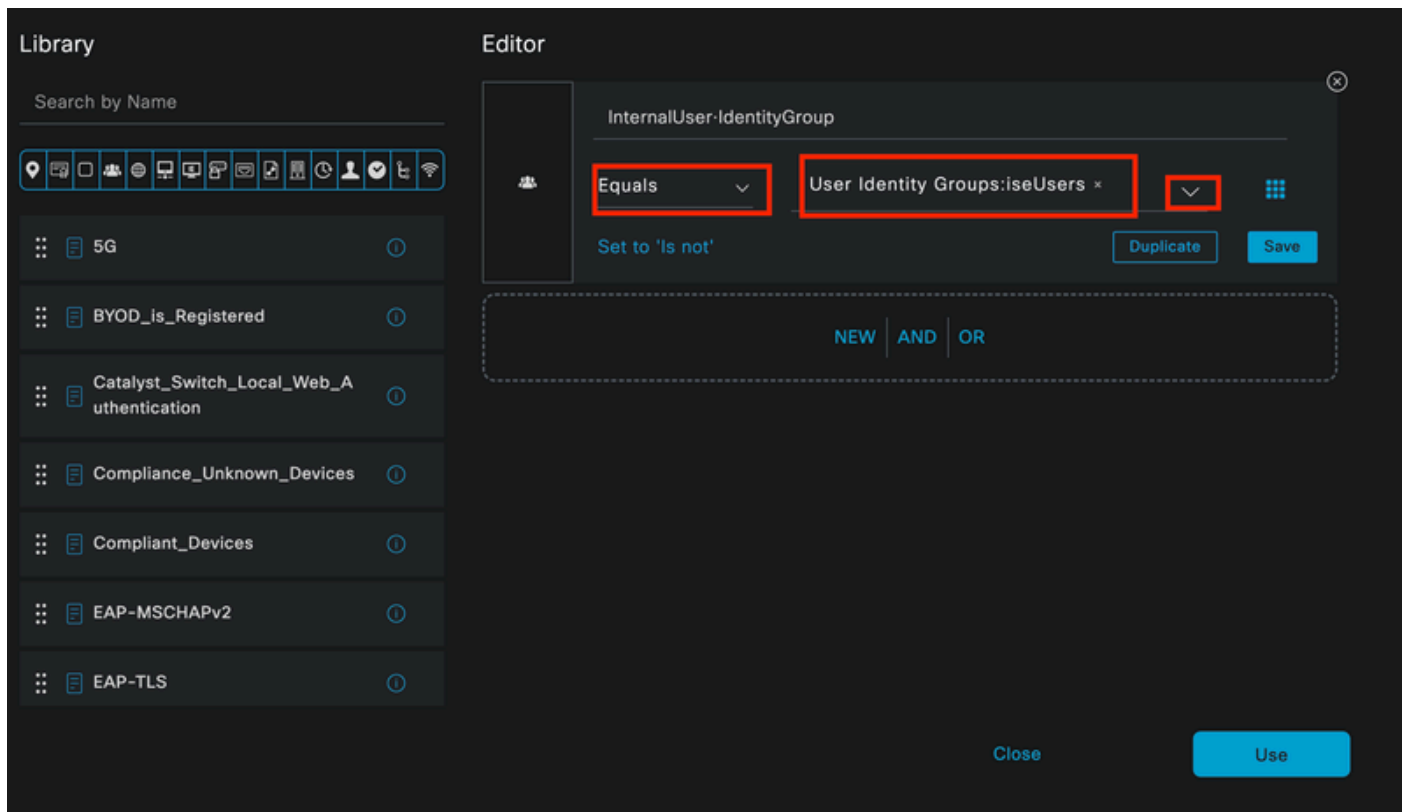 Library
Search by Name
5G
BYOD_is_Registered
Catalyst_Switch_Local_Web_A
uthentication
Compliance_Unknown_Devices
Compliant_Devices
EAP-MSCHAPv2
EAP-TLS
Editor
InternalUser·IdentityGroup
Equals
User Identity Groups:iseUsers ×
Set to 'Is not'
Duplicate
Save
NEW AND OR
Close
Use